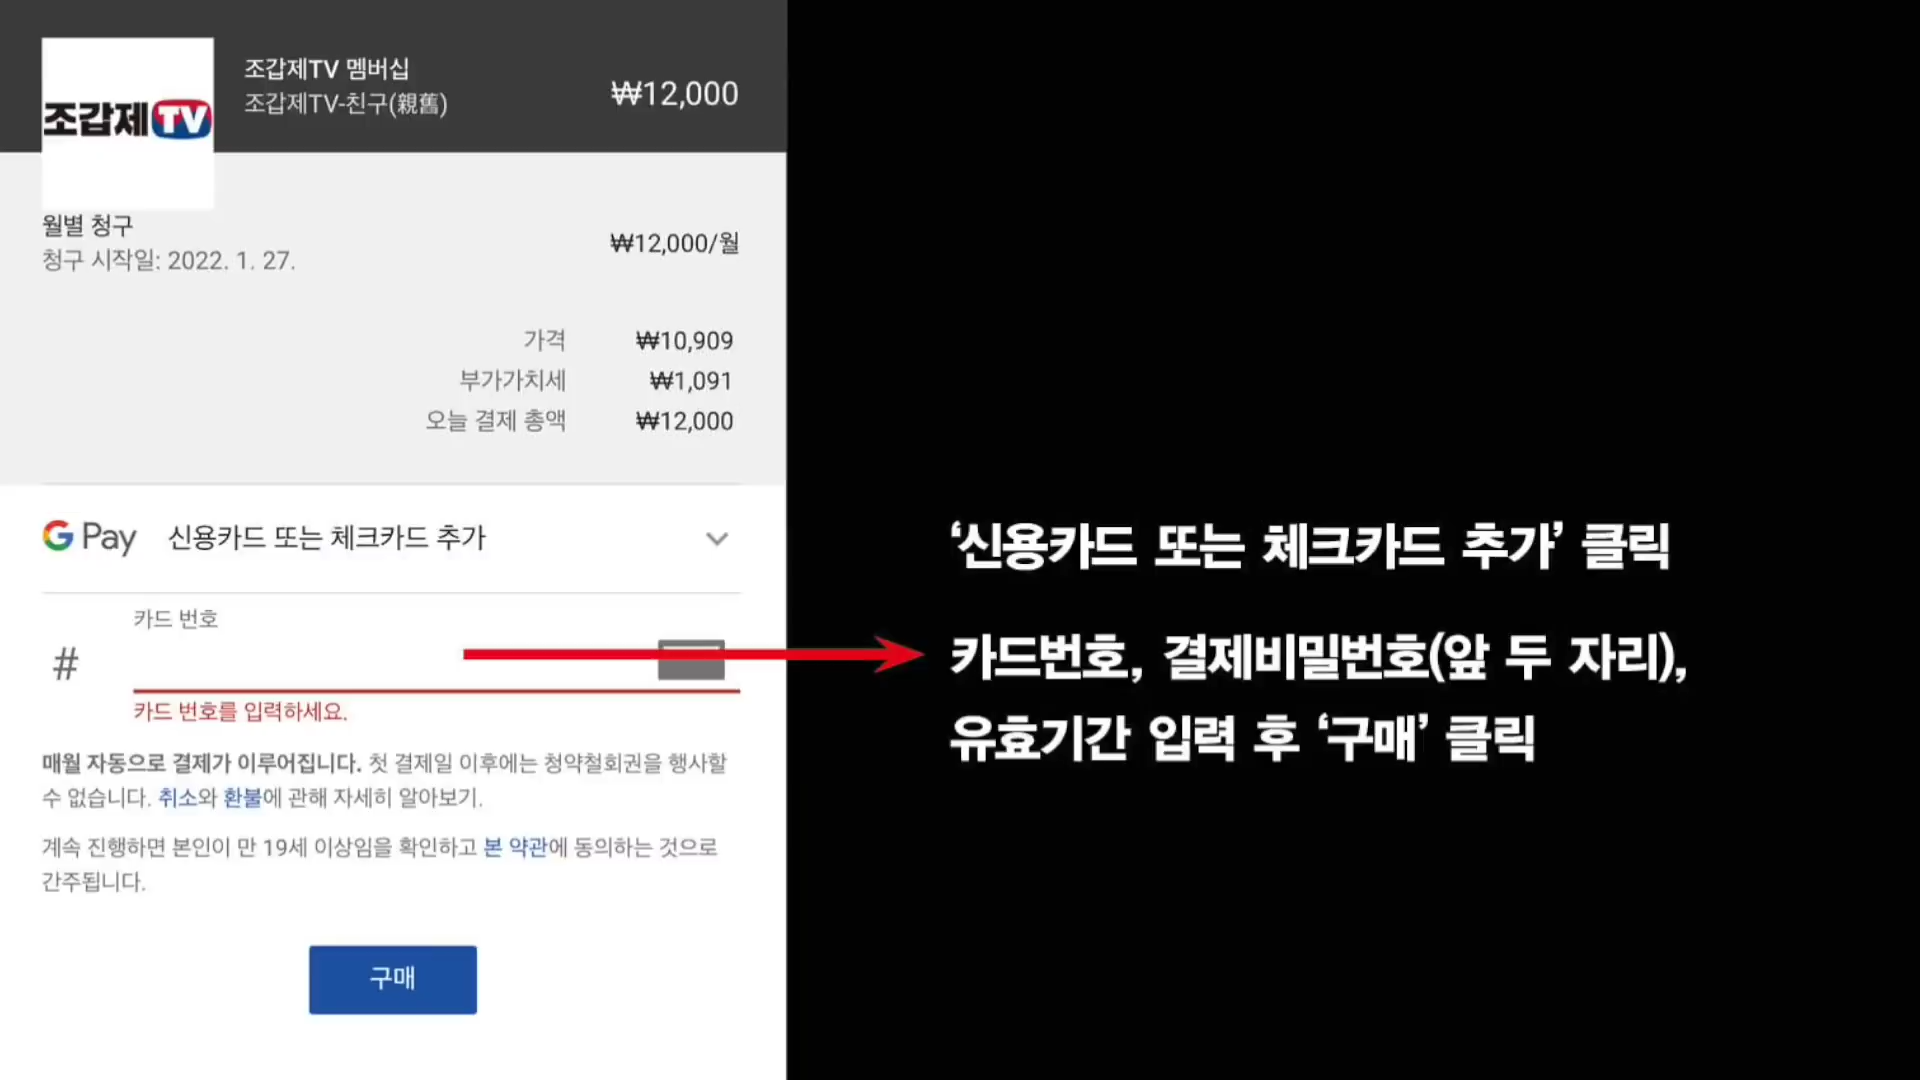 조갑제TV
조갑제TV 멤버십
조갑제TV-친구(親舊)
₩12,000
월별 청구
청구 시작일: 2022. 1. 27.
₩12,000/월
가격 ₩10,909
부가가치세 ₩1,091
오늘 결제 총액 ₩12,000
G Pay 신용카드 또는 체크카드 추가
카드 번호
#
카드 번호를 입력하세요.
매월 자동으로 결제가 이루어집니다. 첫 결제일 이후에는 청약철회권을 행사할
수 없습니다. 취소와 환불에 관해 자세히 알아보기.
계속 진행하면 본인이 만 19세 이상임을 확인하고 본 약관에 동의하는 것으로
간주됩니다.
구매
‘신용카드 또는 체크카드 추가’ 클릭
카드번호, 결제비밀번호(앞 두 자리),
유효기간 입력 후 ‘구매’ 클릭